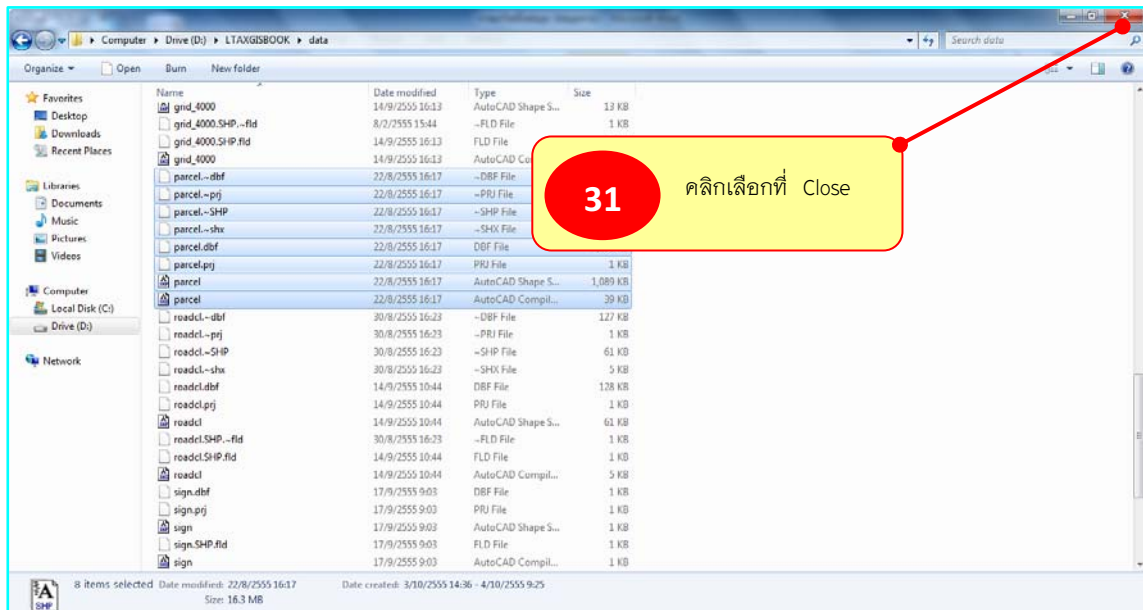 Computer ▸ Drive (D:) ▸ LTAXGISBOOK ▸ data
Search data
Organize Open Burn New folder
Favorites
Desktop
Downloads
Recent Places
Libraries
Documents
Music
Pictures
Videos
Computer
Local Disk (C:)
Drive (D:)
Network
Name Date modified Type Size
grid_4000 14/9/2555 16:13 AutoCAD Shape S... 13 KB
grid_4000.SHP.~fld 8/2/2555 15:44 ~FLD File 1 KB
grid_4000.SHP.fld 14/9/2555 16:13 FLD File
grid_4000 14/9/2555 16:13 AutoCAD Co
parcel.~dbf 22/8/2555 16:17 ~DBF File
parcel.~prj 22/8/2555 16:17 ~PRJ File
parcel.~SHP 22/8/2555 16:17 ~SHP File
parcel.~shx 22/8/2555 16:17 ~SHX File
parcel.dbf 22/8/2555 16:17 DBF File
parcel.prj 22/8/2555 16:17 PRJ File 1 KB
parcel 22/8/2555 16:17 AutoCAD Shape S... 1,089 KB
parcel 22/8/2555 16:17 AutoCAD Compil... 39 KB
roadcl.~dbf 30/8/2555 16:23 ~DBF File 127 KB
roadcl.~prj 30/8/2555 16:23 ~PRJ File 1 KB
roadcl.~SHP 30/8/2555 16:23 ~SHP File 61 KB
roadcl.~shx 30/8/2555 16:23 ~SHX File 5 KB
roadcl.dbf 14/9/2555 10:44 DBF File 128 KB
roadcl.prj 14/9/2555 10:44 PRJ File 1 KB
roadcl 14/9/2555 10:44 AutoCAD Shape S... 61 KB
roadcl.SHP.~fld 30/8/2555 16:23 ~FLD File 1 KB
roadcl.SHP.fld 14/9/2555 10:44 FLD File 1 KB
roadcl 14/9/2555 10:44 AutoCAD Compil... 5 KB
sign.dbf 17/9/2555 9:03 DBF File 1 KB
sign.prj 17/9/2555 9:03 PRJ File 1 KB
sign 17/9/2555 9:03 AutoCAD Shape S... 1 KB
sign.SHP.fld 17/9/2555 9:03 FLD File 1 KB
sign 17/9/2555 9:03 AutoCAD Compil... 1 KB
31 คลิกเลือกที่ Close
8 items selected Date modified: 22/8/2555 16:17 Date created: 3/10/2555 14:36 - 4/10/2555 9:25
Size: 16.3 MB
SHP